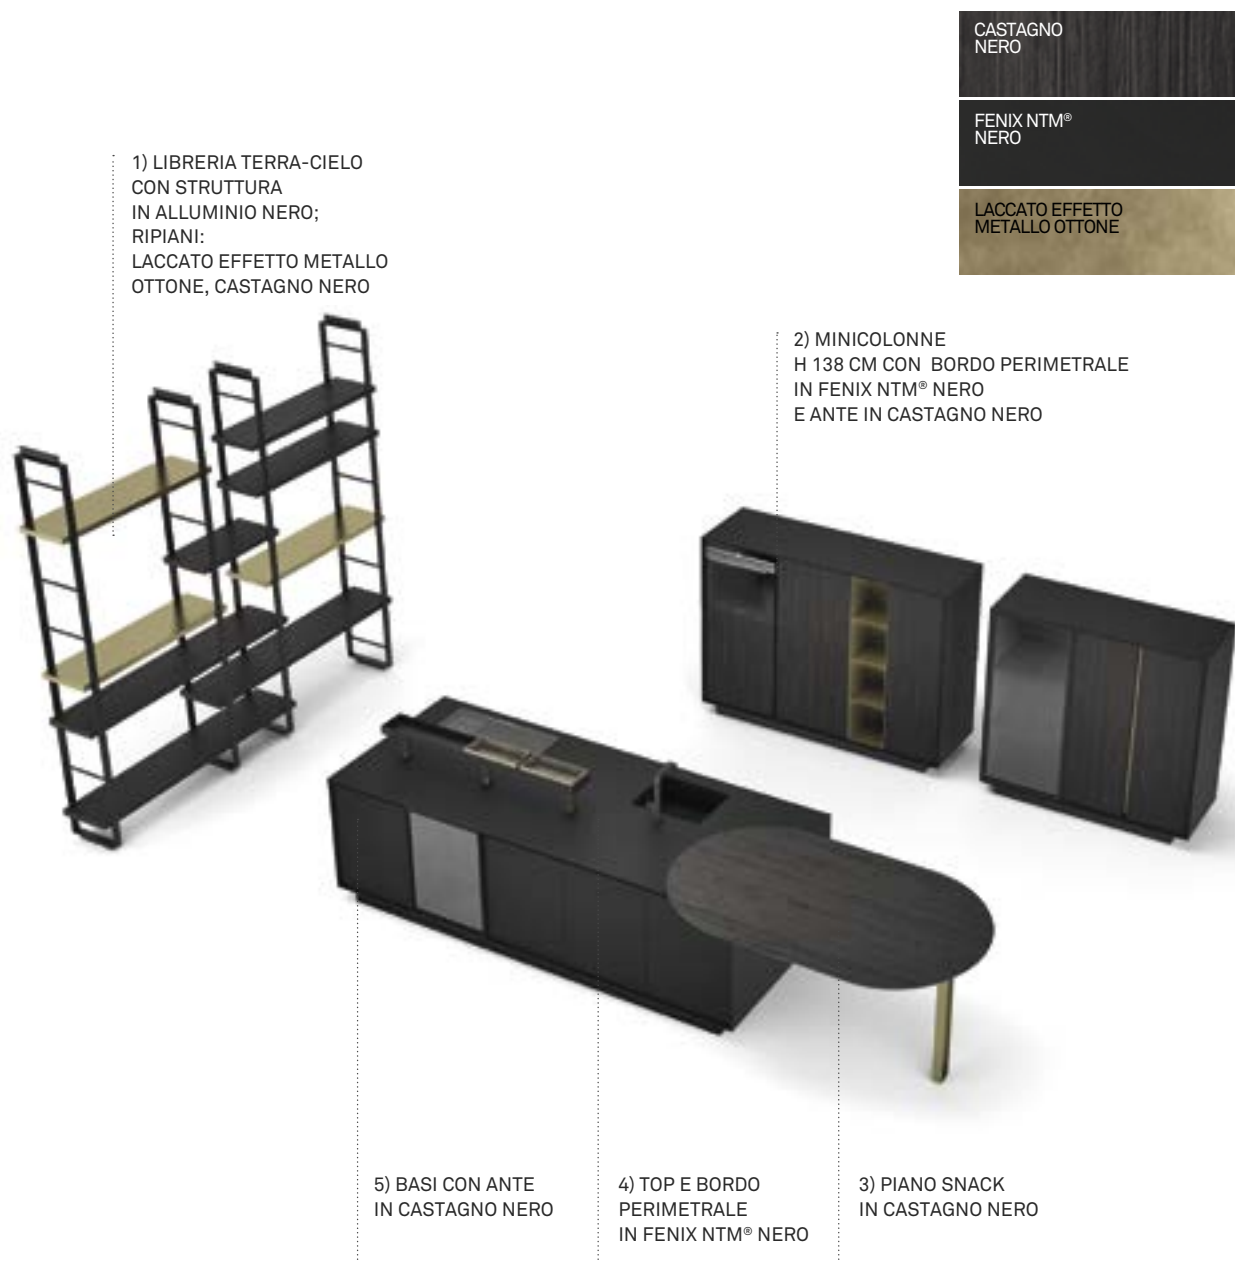 CASTAGNO
NERO
FENIX NTM®
NERO
LACCATO EFFETTO
METALLO OTTONE
1) LIBRERIA TERRA-CIELO
CON STRUTTURA
IN ALLUMINIO NERO;
RIPIANI:
LACCATO EFFETTO METALLO
OTTONE, CASTAGNO NERO
2) MINICOLONNE
H 138 CM CON BORDO PERIMETRALE
IN FENIX NTM® NERO
E ANTE IN CASTAGNO NERO
5) BASI CON ANTE
IN CASTAGNO NERO
4) TOP E BORDO
PERIMETRALE
IN FENIX NTM® NERO
3) PIANO SNACK
IN CASTAGNO NERO